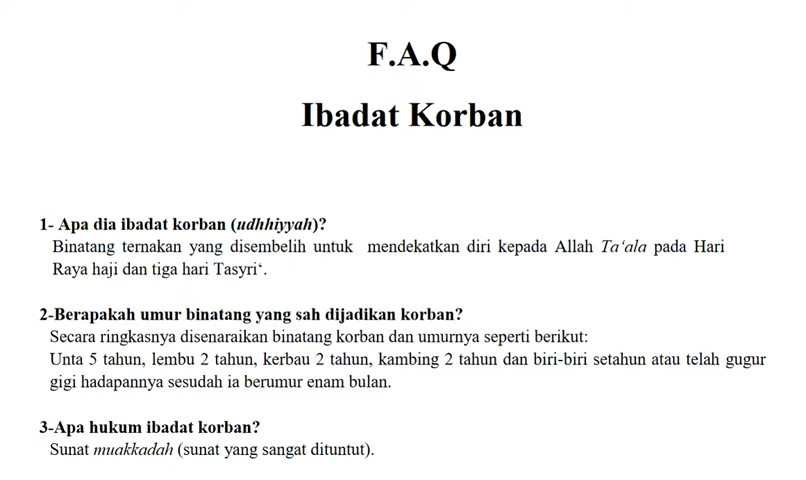 F.A.Q
Ibadat Korban
1- Apa dia ibadat korban (udhhiyyah)?
Binatang ternakan yang disembelih untuk mendekatkan diri kepada Allah Ta‘ala pada Hari
Raya haji dan tiga hari Tasyri‘.
2-Berapakah umur binatang yang sah dijadikan korban?
Secara ringkasnya disenaraikan binatang korban dan umurnya seperti berikut:
Unta 5 tahun, lembu 2 tahun, kerbau 2 tahun, kambing 2 tahun dan biri-biri setahun atau telah gugur
gigi hadapannya sesudah ia berumur enam bulan.
3-Apa hukum ibadat korban?
Sunat muakkadah (sunat yang sangat dituntut).